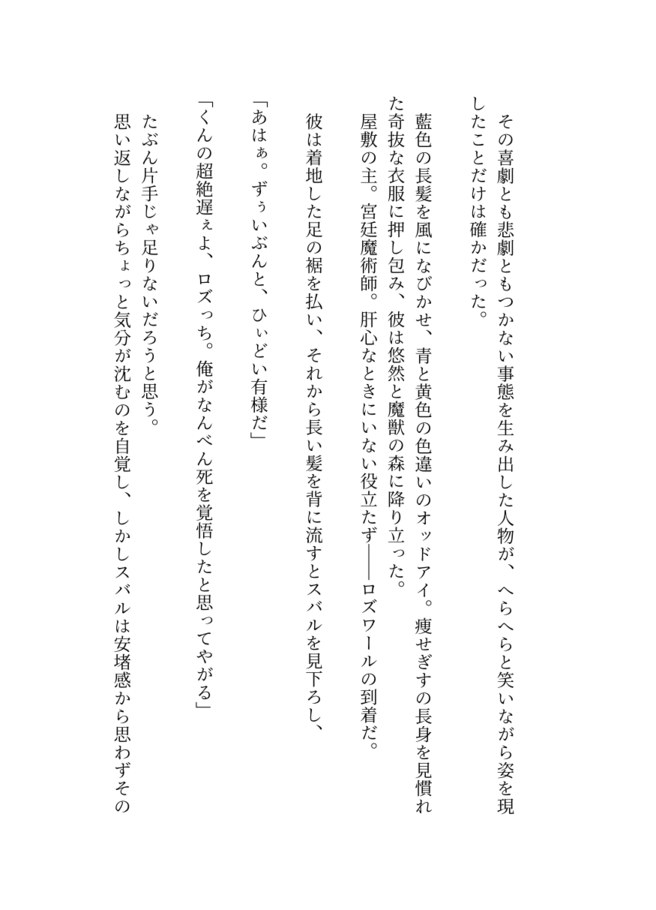 その喜劇とも悲劇ともつかない事態を生み出した人物が、へらへらと笑いながら姿を現
したことだけは確かだった。
藍色の長髪を風になびかせ、青と黄色の色違いのオッドアイ。痩せぎすの長身を見慣れ
た奇抜な衣服に押し包み、彼は悠然と魔獣の森に降り立った。
屋敷の主。宮廷魔術師。肝心なときにいない役立たず――ロズワールの到着だ。
彼は着地した足の裾を払い、それから長い髪を背に流すとスバルを見下ろし、
「あはぁ。ずぅいぶんと、ひぃどい有様だ」
「くんの超絶遅ぇよ、ロズっち。俺がなんべん死を覚悟したと思ってやがる」
たぶん片手じゃ足りないだろうと思う。
思い返しながらちょっと気分が沈むのを自覚し、しかしスバルは安堵感から思わずその